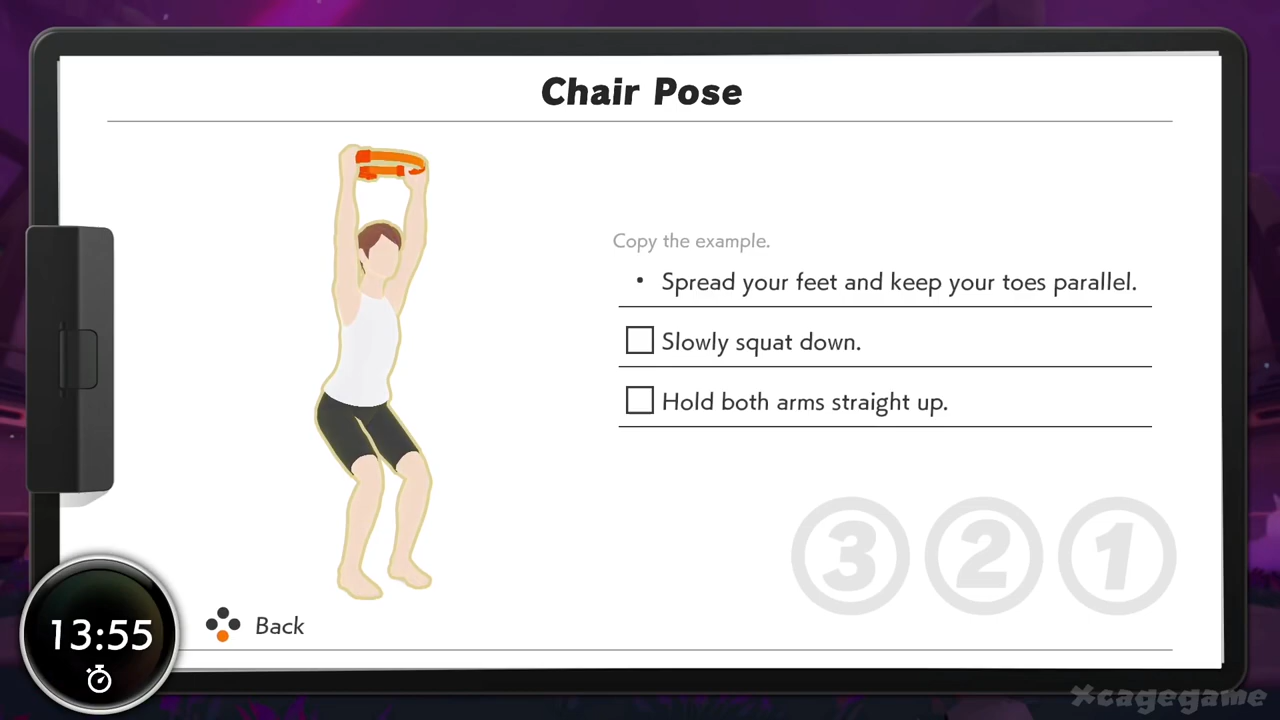 Chair Pose
Copy the example.
• Spread your feet and keep your toes parallel.
Slowly squat down.
Hold both arms straight up.
3 2 1
Back
13:55
Xcagegame